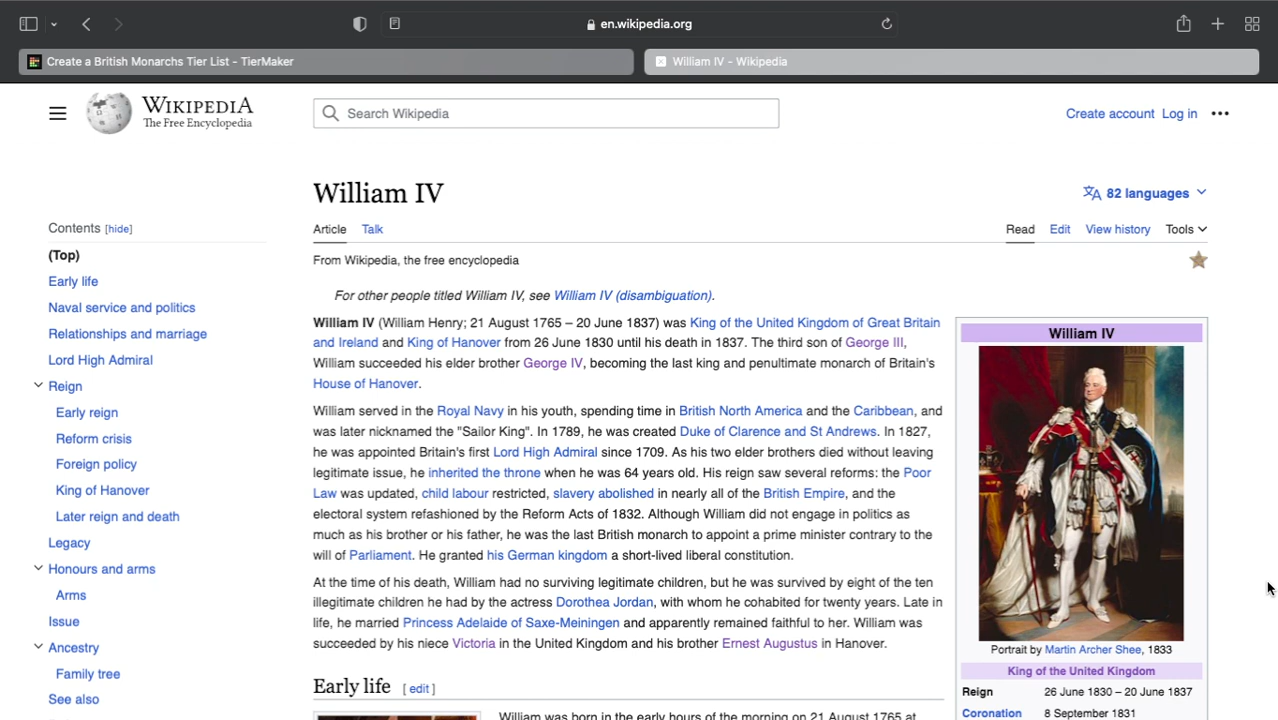 en.wikipedia.org
Create a British Monarchs Tier List - TierMaker
William IV - Wikipedia
WIKIPEDIA
The Free Encyclopedia
Search Wikipedia
Create account Log in
William IV
82 languages
Contents [hide]
(Top)
Early life
Naval service and politics
Relationships and marriage
Lord High Admiral
Reign
Early reign
Reform crisis
Foreign policy
King of Hanover
Later reign and death
Legacy
Honours and arms
Arms
Issue
Ancestry
Family tree
See also
Article Talk
Read Edit View history Tools
From Wikipedia, the free encyclopedia
For other people titled William IV, see William IV (disambiguation).
William IV (William Henry; 21 August 1765 – 20 June 1837) was King of the United Kingdom of Great Britain
and Ireland and King of Hanover from 26 June 1830 until his death in 1837. The third son of George III,
William succeeded his elder brother George IV, becoming the last king and penultimate monarch of Britain's
House of Hanover.
William served in the Royal Navy in his youth, spending time in British North America and the Caribbean, and
was later nicknamed the "Sailor King". In 1789, he was created Duke of Clarence and St Andrews. In 1827,
he was appointed Britain's first Lord High Admiral since 1709. As his two elder brothers died without leaving
legitimate issue, he inherited the throne when he was 64 years old. His reign saw several reforms: the Poor
Law was updated, child labour restricted, slavery abolished in nearly all of the British Empire, and the
electoral system refashioned by the Reform Acts of 1832. Although William did not engage in politics as
much as his brother or his father, he was the last British monarch to appoint a prime minister contrary to the
will of Parliament. He granted his German kingdom a short-lived liberal constitution.
At the time of his death, William had no surviving legitimate children, but he was survived by eight of the ten
illegitimate children he had by the actress Dorothea Jordan, with whom he cohabited for twenty years. Late in
life, he married Princess Adelaide of Saxe-Meiningen and apparently remained faithful to her. William was
succeeded by his niece Victoria in the United Kingdom and his brother Ernest Augustus in Hanover.
Early life [ edit ]
William was born in the early hours of the morning on 21 August 1765 at
William IV
Portrait by Martin Archer Shee, 1833
King of the United Kingdom
Reign 26 June 1830 – 20 June 1837
Coronation 8 September 1831